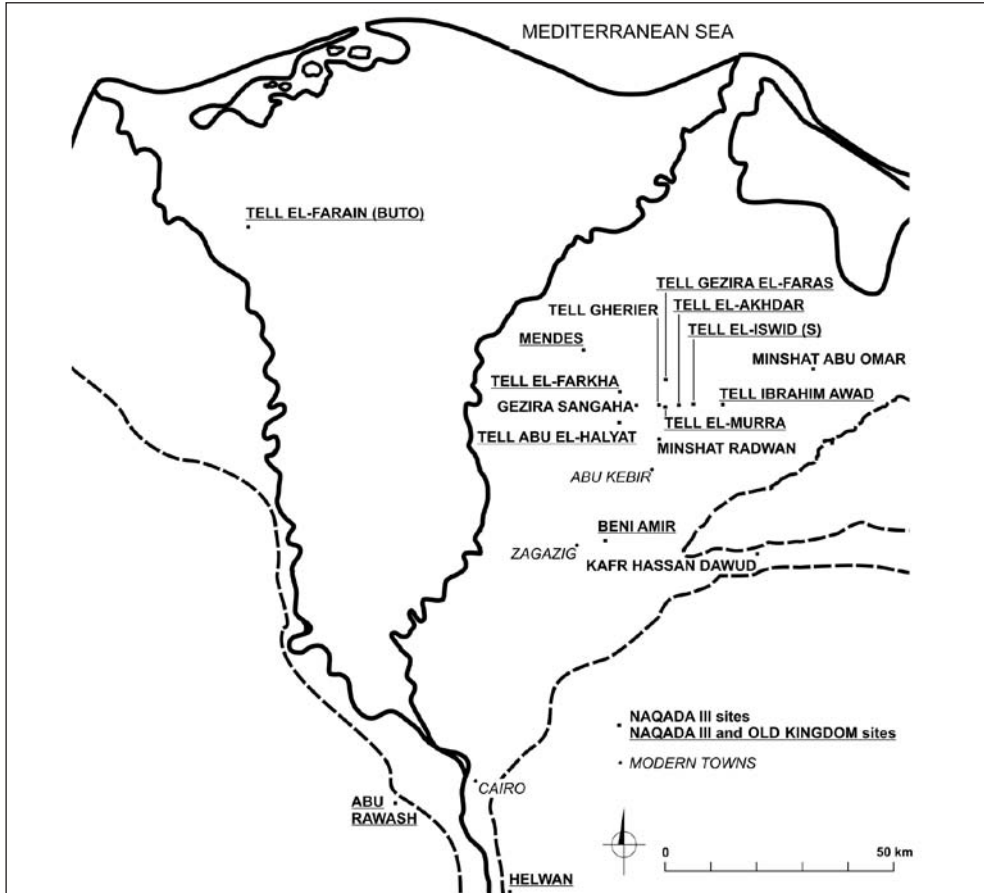 MEDITERRANEAN SEA
TELL EL-FARAIN (BUTO)
TELL GEZIRA EL-FARAS
TELL GHERIER
TELL EL-AKHDAR
TELL EL-ISWID (S)
MENDES
MINSHAT ABU OMAR
TELL EL-FARKHA
TELL IBRAHIM AWAD
GEZIRA SANGAHA
TELL EL-MURRA
TELL ABU EL-HALYAT
MINSHAT RADWAN
ABU KEBIR
BENI AMIR
ZAGAZIG
KAFR HASSAN DAWUD
NAQADA III sites
NAQADA III and OLD KINGDOM sites
MODERN TOWNS
CAIRO
ABU
RAWASH
0 50 km
HELWAN